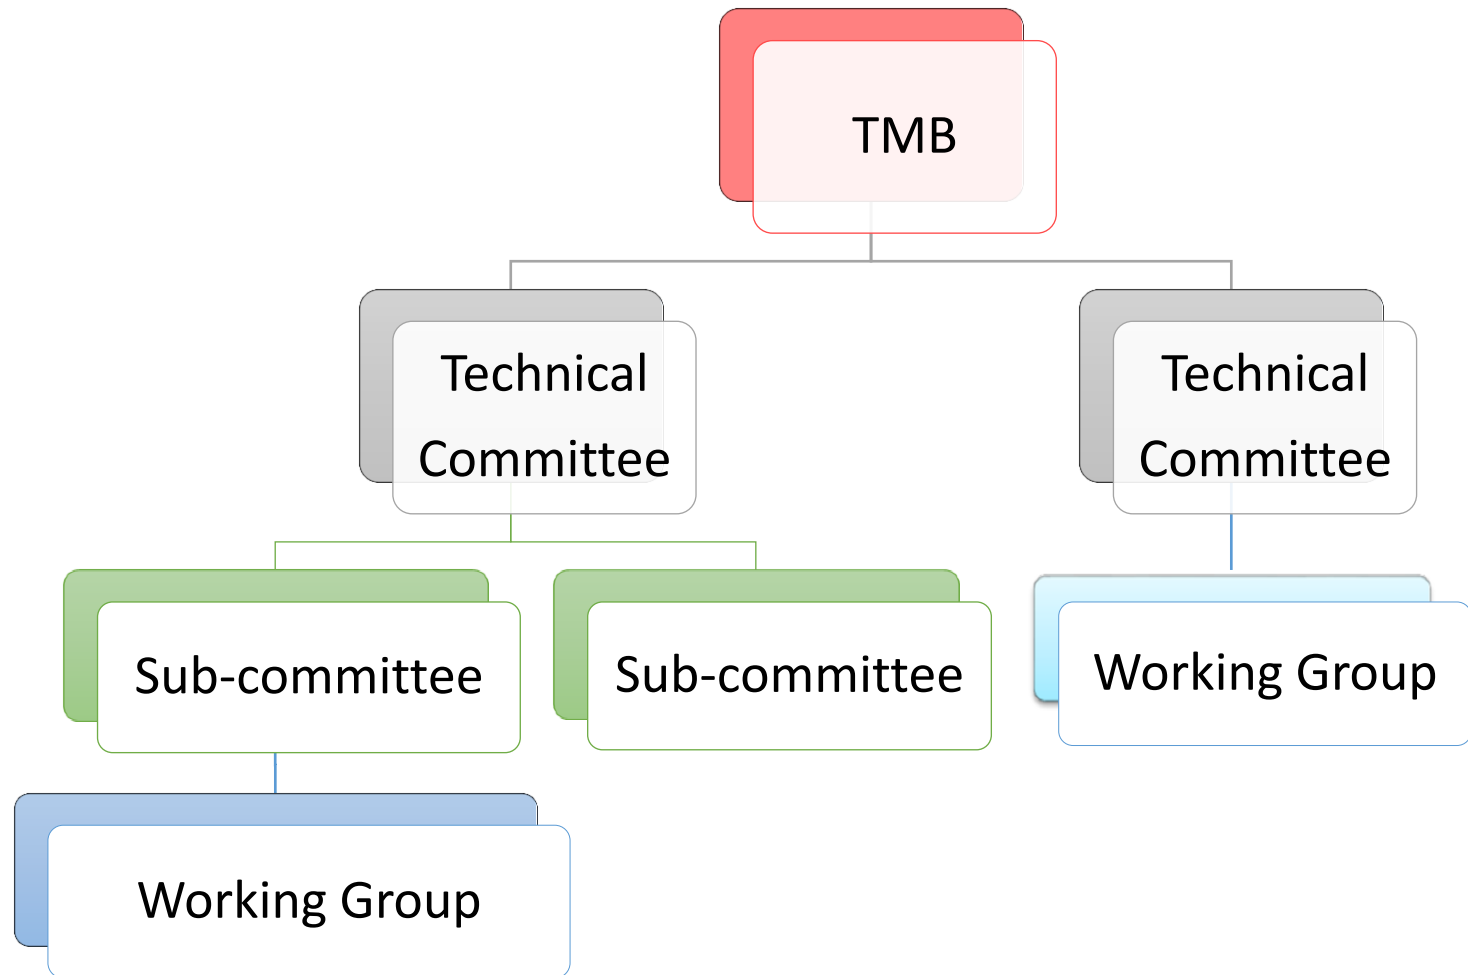 TMB
Technical
Committee
Technical
Committee
Sub-committee
Sub-committee
Working Group
Working Group